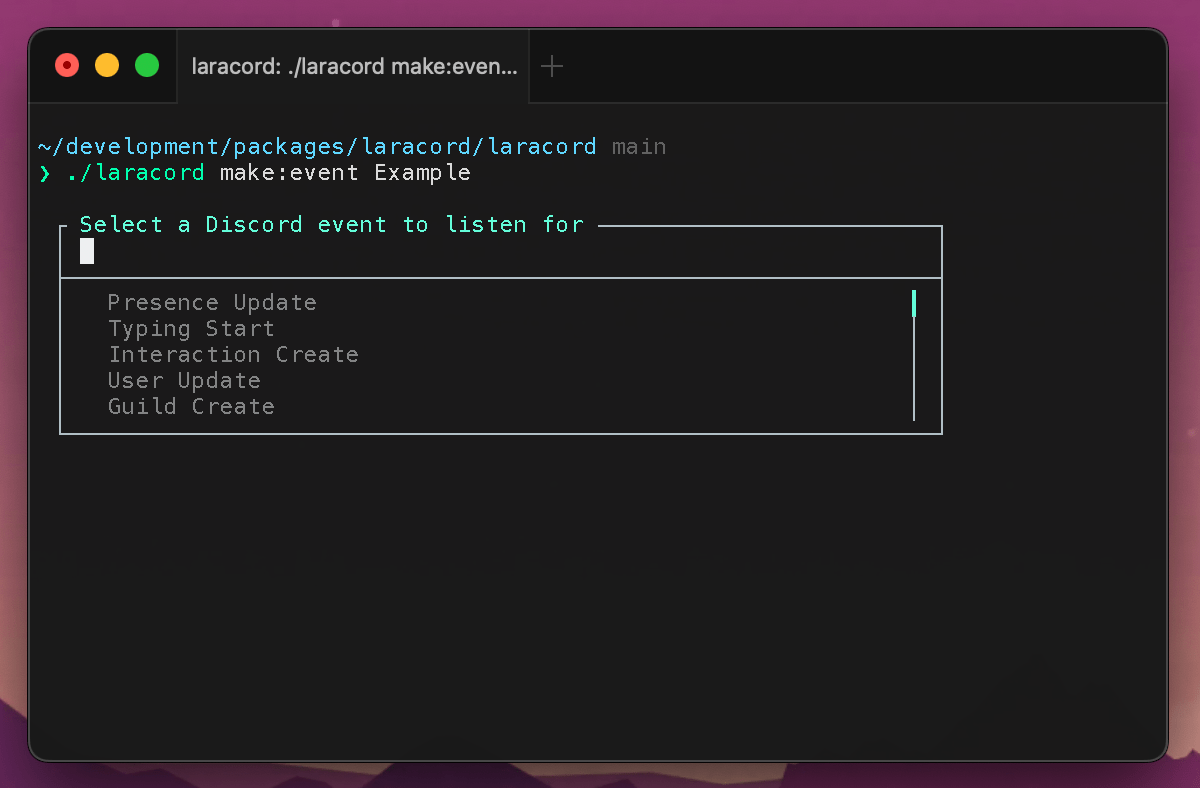 laracord: ./laracord make:even...
~/development/packages/laracord/laracord main
❯ ./laracord make:event Example
Select a Discord event to listen for
Presence Update
Typing Start
Interaction Create
User Update
Guild Create